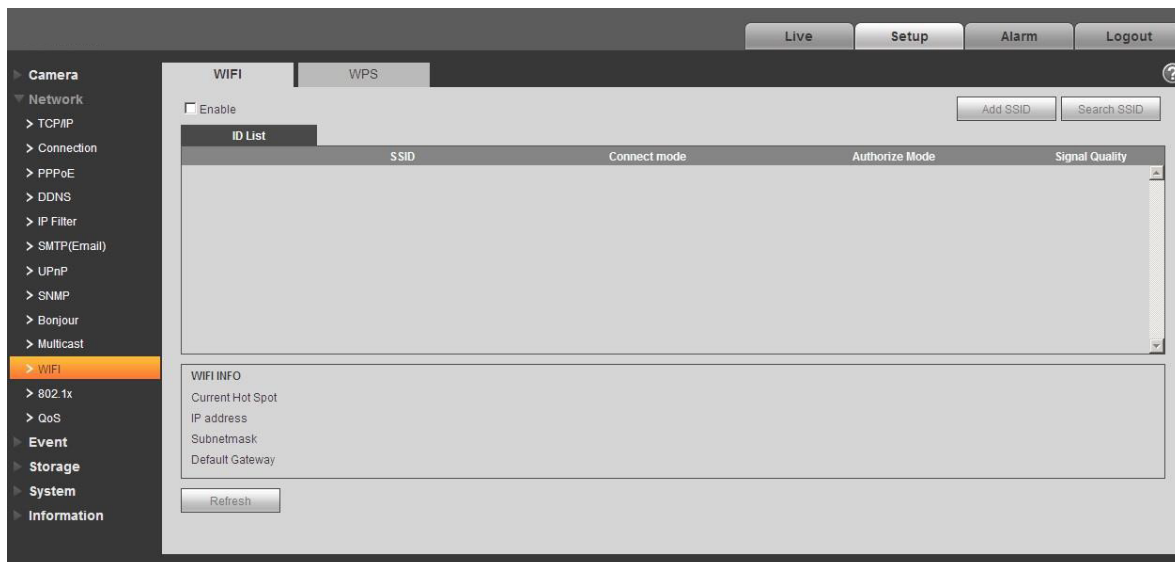 Live Setup Alarm Logout
Camera
Network
> TCP/IP
> Connection
> PPPoE
> DDNS
> IP Filter
> SMTP(Email)
> UPnP
> SNMP
> Bonjour
> Multicast
> WIFI
> 802.1x
> QoS
Event
Storage
System
Information
WIFI WPS
?
Enable
Add SSID Search SSID
ID List
SSID Connect mode Authorize Mode Signal Quality
WIFI INFO
Current Hot Spot
IP address
Subnetmask
Default Gateway
Refresh